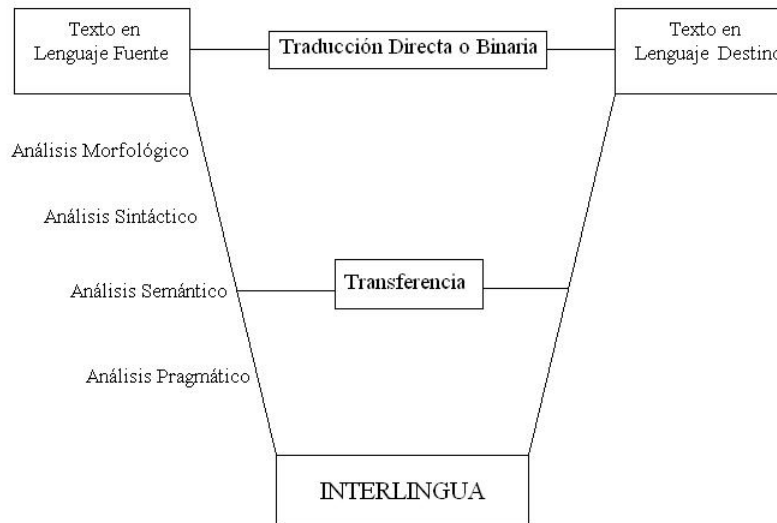 Texto en
Lenguaje Fuente
Traducción Directa o Binaria
Texto en
Lenguaje Destino
Análisis Morfológico
Análisis Sintáctico
Análisis Semántico
Transferencia
Análisis Pragmático
INTERLINGUA